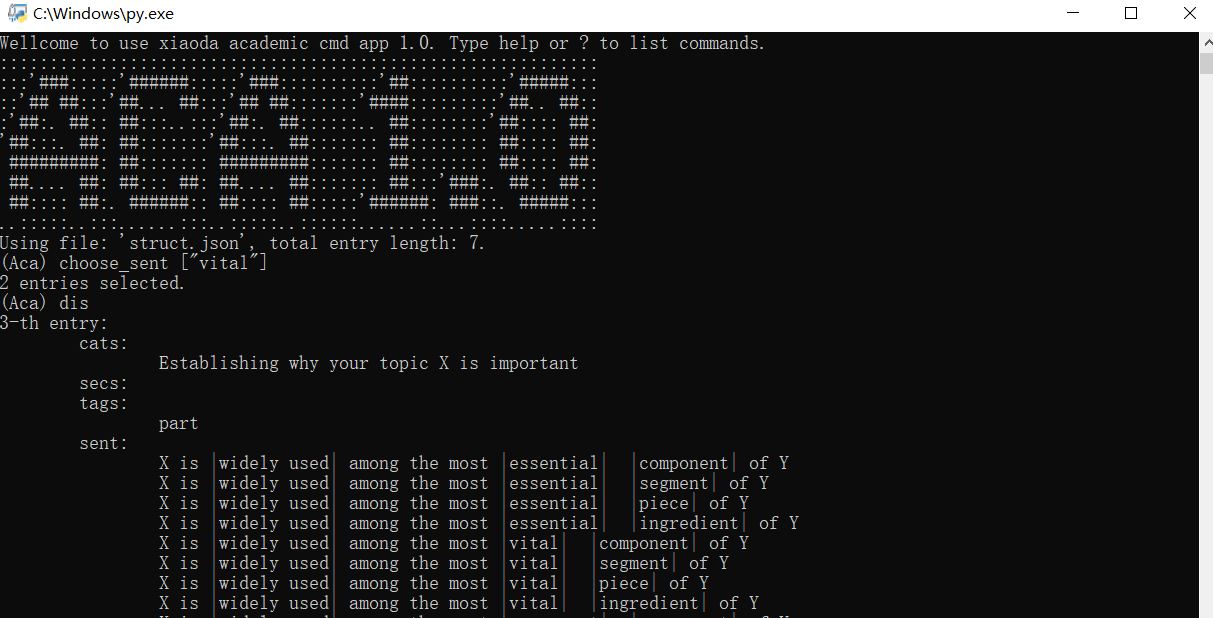 C:\Windows\py.exe
Wellcome to use xiaoda academic cmd app 1.0. Type help or ? to list commands.
ACA 1.0
Using file: 'struct.json', total entry length: 7.
(Aca) choose_sent ["vital"]
2 entries selected.
(Aca) dis
3-th entry:
cats:
Establishing why your topic X is important
secs:
tags:
part
sent:
X is |widely used| among the most |essential| |component| of Y
X is |widely used| among the most |essential| |segment| of Y
X is |widely used| among the most |essential| |piece| of Y
X is |widely used| among the most |essential| |ingredient| of Y
X is |widely used| among the most |vital| |component| of Y
X is |widely used| among the most |vital| |segment| of Y
X is |widely used| among the most |vital| |piece| of Y
X is |widely used| among the most |vital| |ingredient| of Y